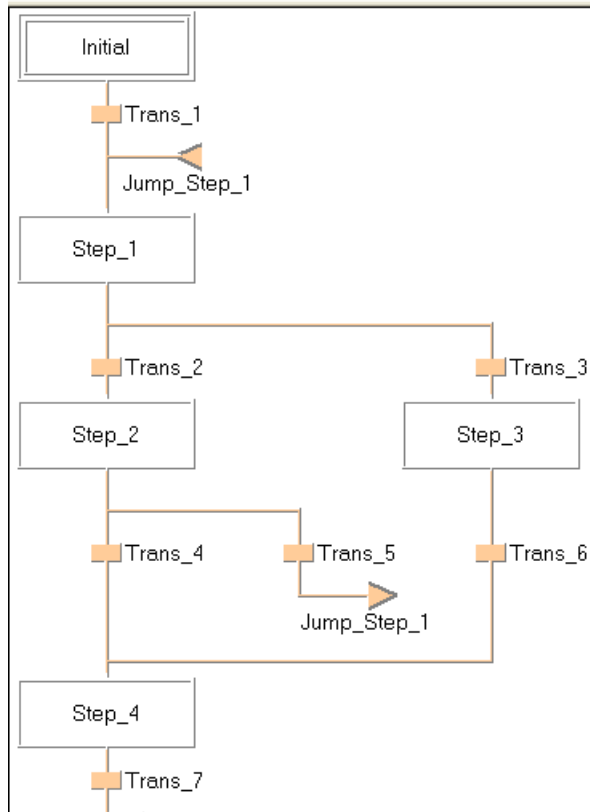 Initial
Trans_1
Jump_Step_1
Step_1
Trans_2
Trans_3
Step_2
Step_3
Trans_4
Trans_5
Trans_6
Jump_Step_1
Step_4
Trans_7